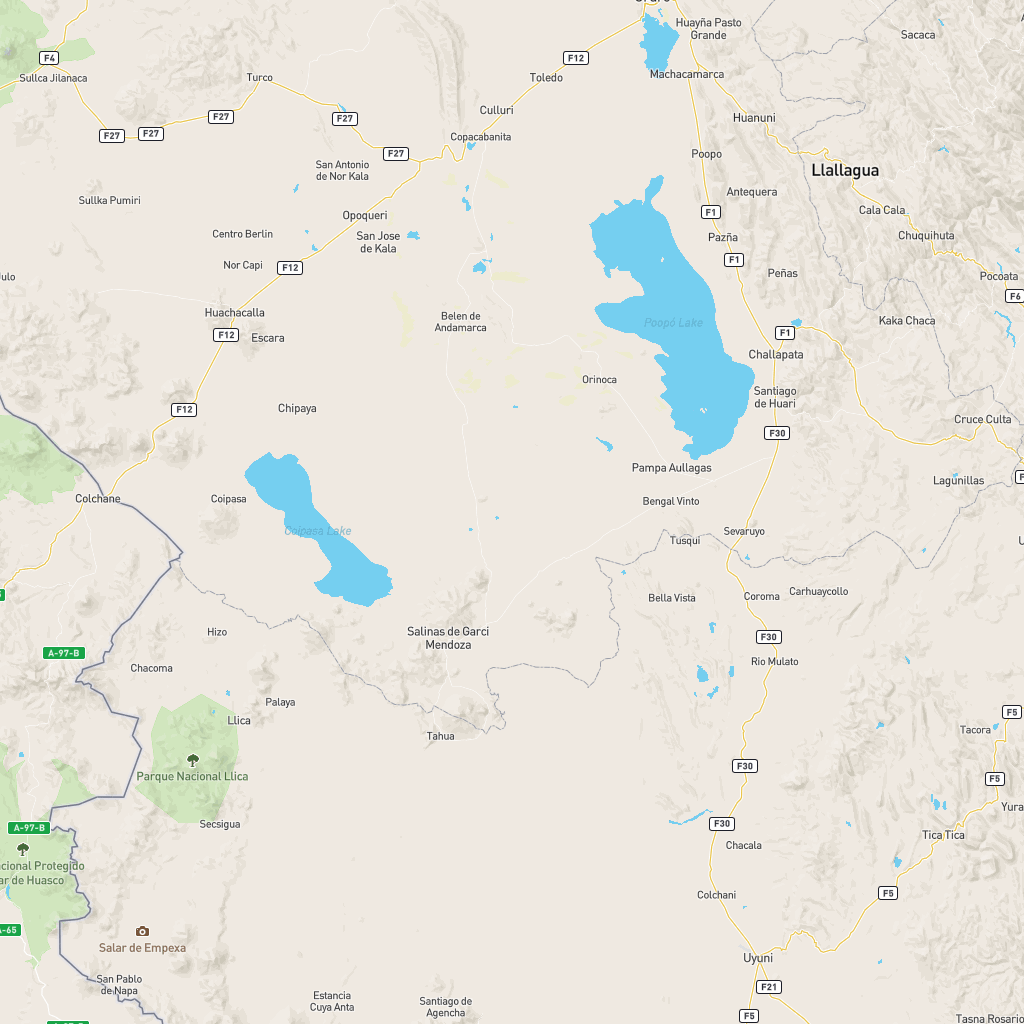 Huayña Pasto
Grande
Sacaca
F4
F12
Sullca Jilanaca
Turco
Toledo
Machacamarca
Culluri
F27
F27
F27
F27
Huanuni
Copacabanita
F27
Poopo
San Antonio
de Nor Kala
Llallagua
Antequera
Sullka Pumiri
Cala Cala
Opoqueri
F1
Centro Berlin
San Jose
de Kala
Pazña
Chuquihuta
F1
Nor Capi
F12
Peñas
Pocoata
F6
Huachacalla
Belen de
Andamarca
Poopó Lake
Kaka Chaca
F12
Escara
F1
Challapata
Orinoca
Santiago
de Huari
Chipaya
F12
Cruce Culta
F30
Pampa Aullagas
Lagunillas
Colchane
Coipasa
Bengal Vinto
Coipasa Lake
Sevaruyo
Tusqui
Carhuaycollo
Bella Vista
Coroma
Hizo
Salinas de Garci
Mendoza
F30
A-97-B
Rio Mulato
Chacoma
Palaya
Llica
F5
Tacora
Tahua
F30
Parque Nacional Llica
F5
Yura
Secsigua
F30
A-97-B
Tica Tica
Chacala
cional Protegido
ar de Huasco
Colchani
F5
A-65
Salar de Empexa
Uyuni
San Pablo
de Napa
F21
Estancia
Cuya Anta
Santiago de
Agencha
F5
Tasna Rosario